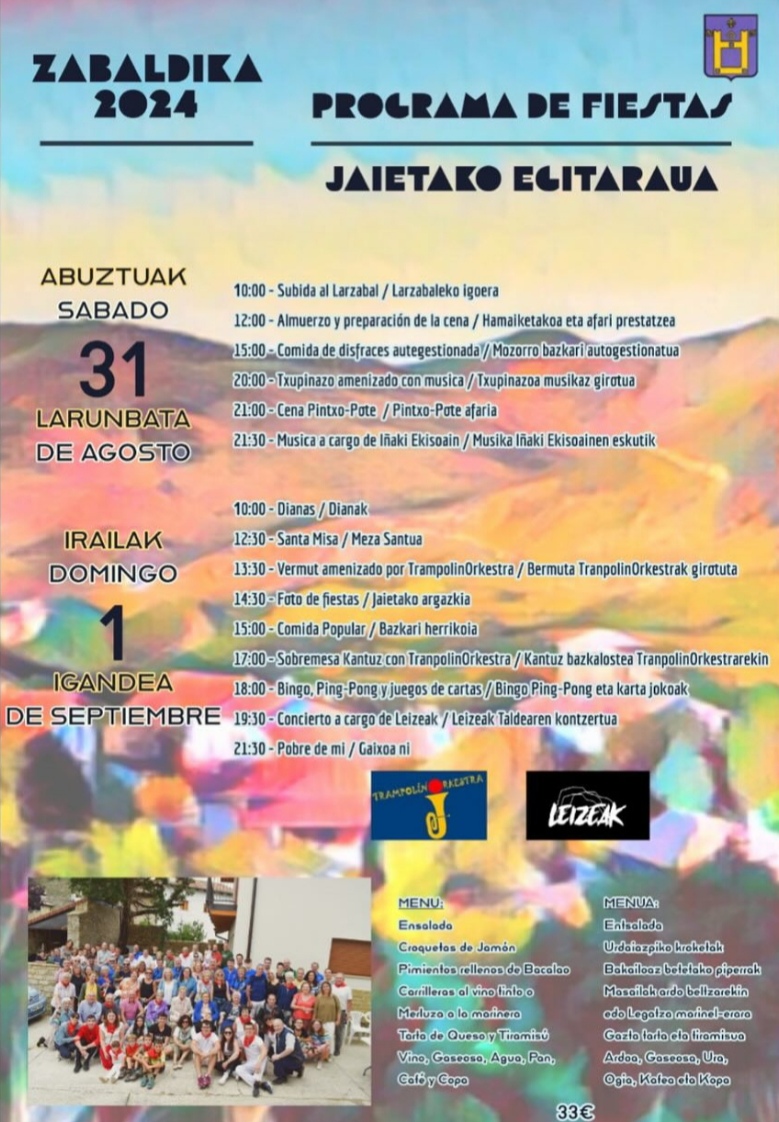 ZABALDIKA
2024
PROGRAMA DE FIESTAS
JAIETAKO EGITARAUA
ABUZTUAK
SABADO
31
LARUNBATA
DE AGOSTO
10:00 - Subida al Larzabal / Larzabaleko igoera
12:00 - Almuerzo y preparación de la cena / Hamaiketakoa eta afari prestatzea
15:00 - Comida de disfraces autegestionada / Mozorro bazkari autogestionatua
20:00 - Txupinazo amenizado con musica / Txupinazoa musikaz girotua
21:00 - Cena Pintxo-Pote / Pintxo-Pote afaria
21:30 - Musica a cargo de Iñaki Ekisoain / Musika Iñaki Ekisoainen eskutik
IRAILAK
DOMINGO
1
IGANDEA
DE SEPTIEMBRE
10:00 - Dianas / Dianak
12:30 - Santa Misa / Meza Santua
13:30 - Vermut amenizado por TrampolinOrkestra / Bermuta TranpolinOrkestrak girotuta
14:30 - Foto de fiestas / Jaietako argazkia
15:00 - Comida Popular / Bazkari herrikoia
17:00 - Sobremesa Kantuz con TranpolinOrkestra / Kantuz bazkalostea TranpolinOrkestrarekin
18:00 - Bingo, Ping-Pong y juegos de cartas / Bingo Ping-Pong eta karta jokoak
19:30 - Concierto a cargo de Leizeak / Leizeak Taldearen kontzertua
21:30 - Pobre de mi / Gaixoa ni
TRAMPOLÍN ORKESTRA
LEIZEAK
MENU:
Ensalada
Croquetas de Jamón
Pimientos rellenos de Bacalao
Carrilleras al vino tinto o
Merluza a la marinera
Tarta de Queso y Tiramisú
Vino, Gaseosa, Agua, Pan,
Café y Copa
MENUA:
Entsalada
Urdaiazpiko kroketak
Bakailaoz betetako piperrak
Masailak ardo beltzarekin
edo Legatza marinel-erara
Gazta tarta eta tiramisua
Ardoa, Gaseosa, Ura,
Ogia, Kafea eta Kopa
33€